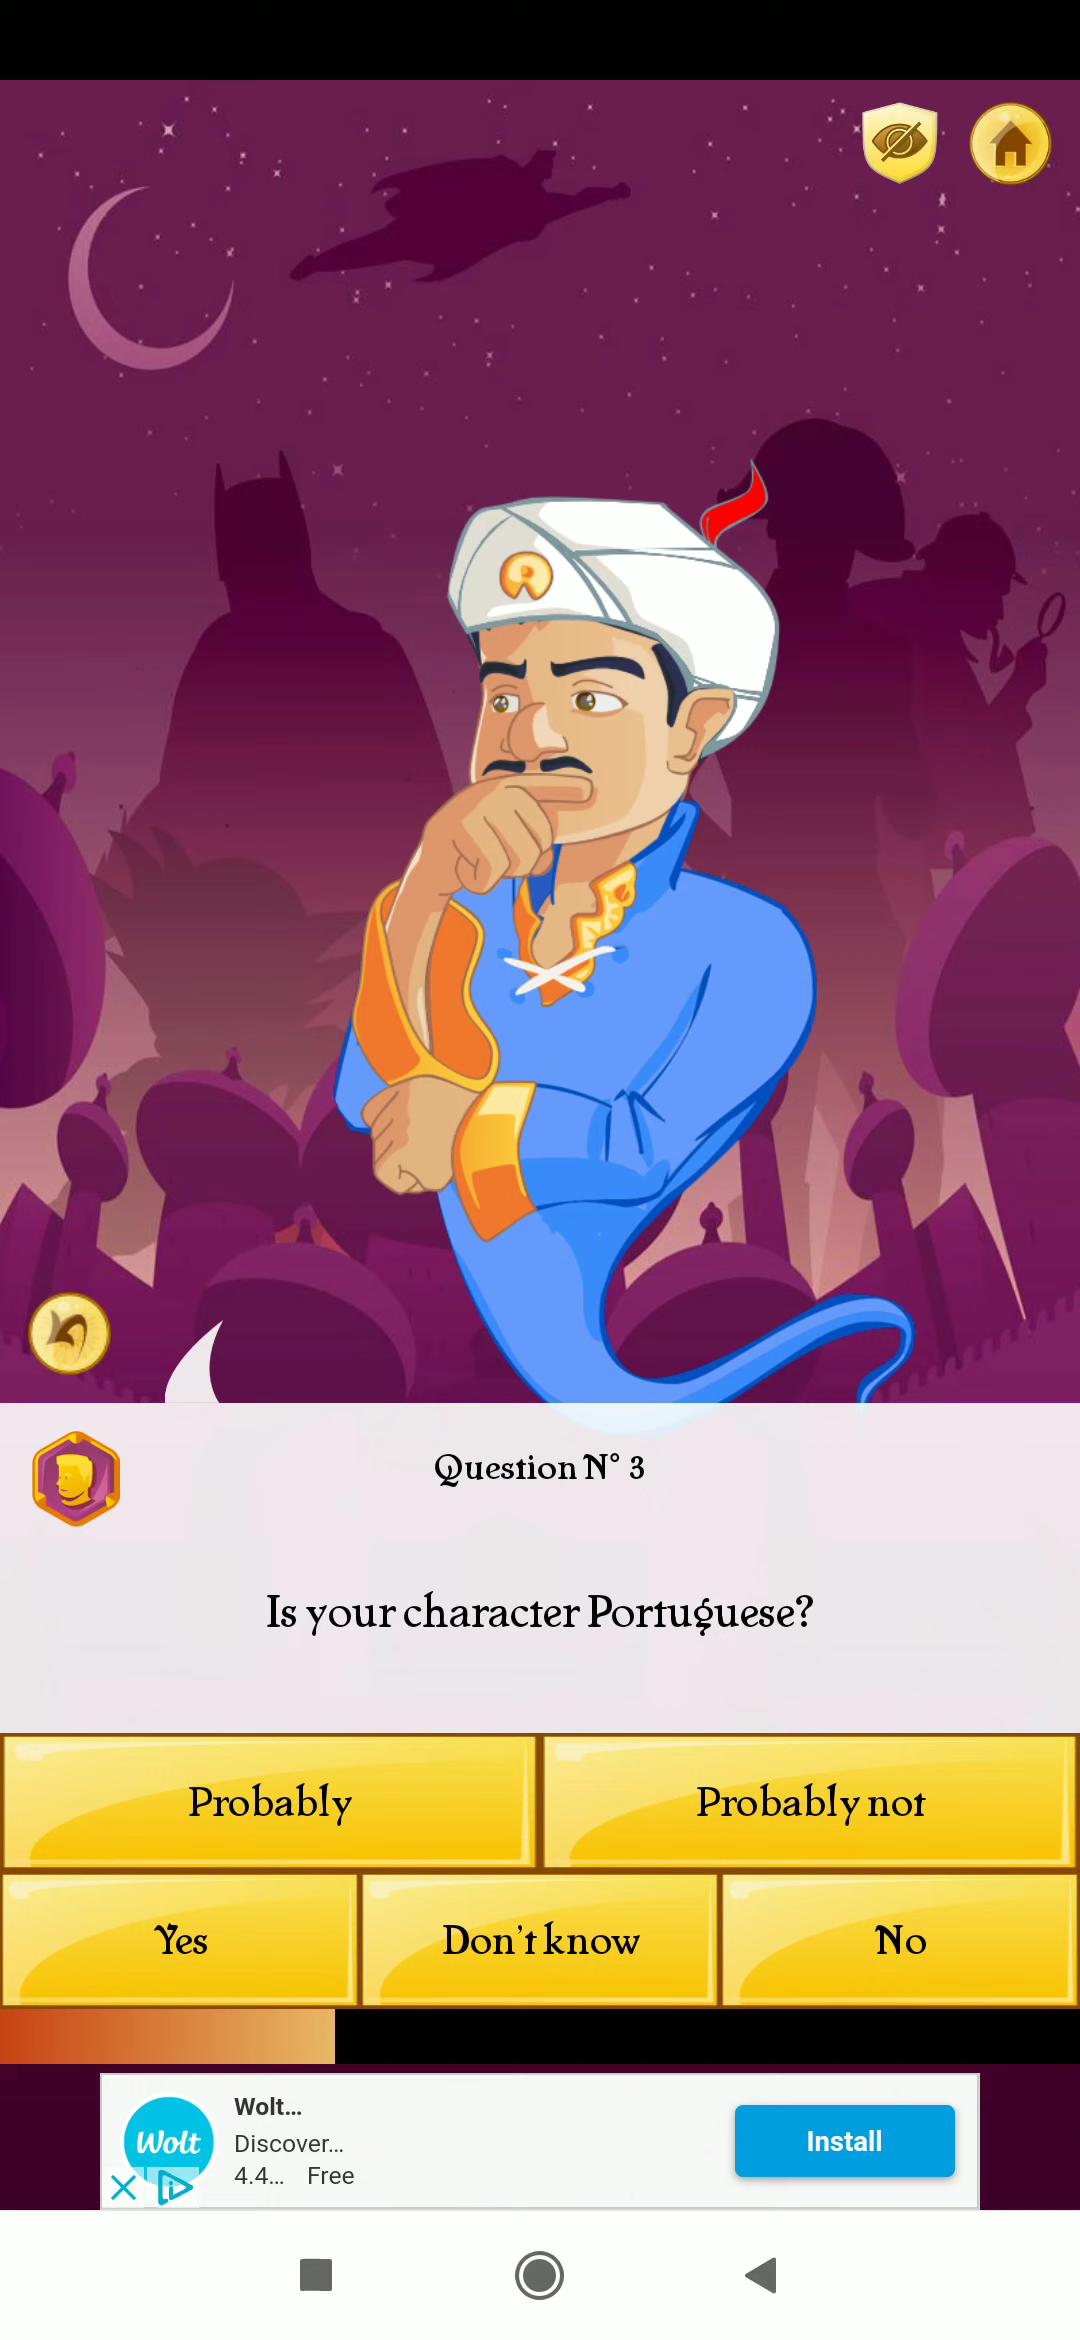 Question N° 3
Is your character Portuguese?
Probably
Probably not
Yes
Don't know
No
Wolt
Wolt...
Discover...
4.4... Free
Install